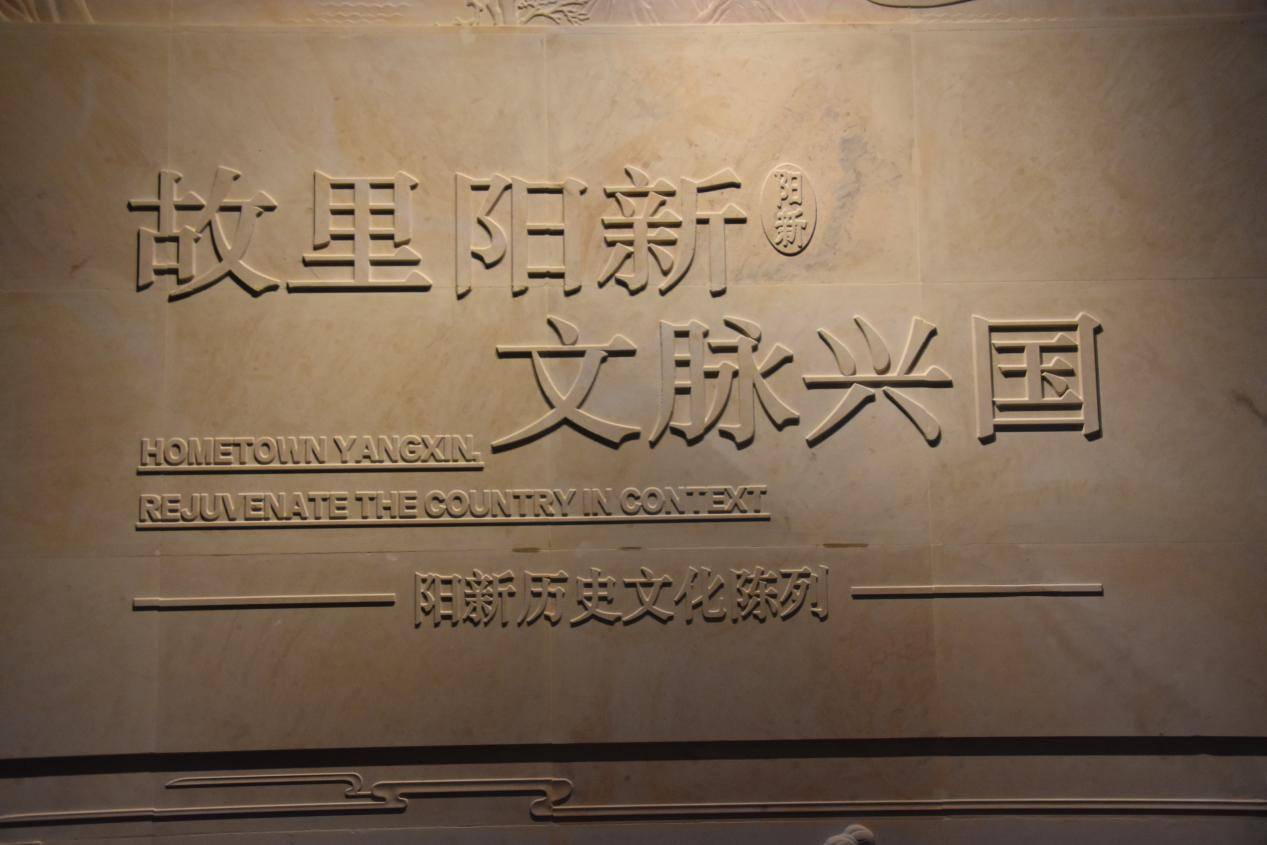 故里阳新
阳新
文脉兴国
HOMETOWN YANGXIN,
REJUVENATE THE COUNTRY IN CONTEXT
阳新历史文化陈列